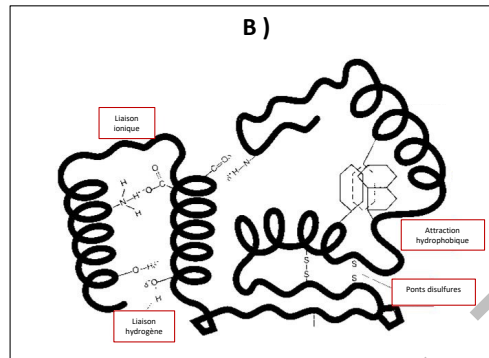 B )
Liaison
ionique
O
C
O
H
N
H
H
C
O
H
N
O
H
O
H
Liaison
hydrogène
Attraction
hydrophobique
S
S
S
S
Ponts disulfures